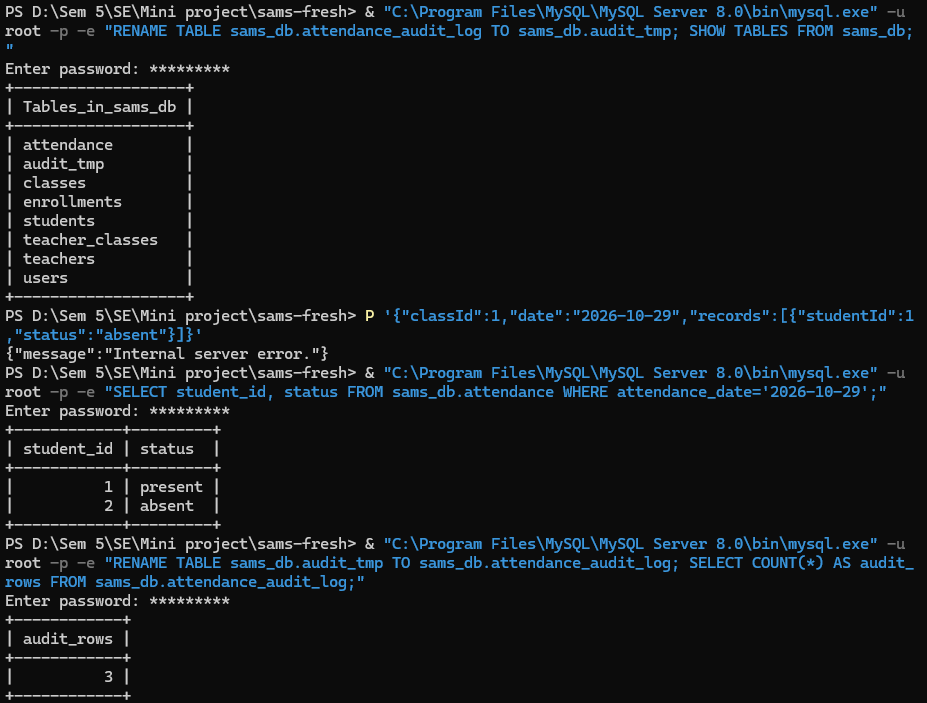 PS D:\Sem 5\SE\Mini project\sams-fresh> & "C:\Program Files\MySQL\MySQL Server 8.0\bin\mysql.exe" -u
root -p -e "RENAME TABLE sams_db.attendance_audit_log TO sams_db.audit_tmp; SHOW TABLES FROM sams_db;
"
Enter password: *********
+-------------------+
| Tables_in_sams_db |
+-------------------+
| attendance        |
| audit_tmp         |
| classes           |
| enrollments       |
| students          |
| teacher_classes   |
| teachers          |
| users             |
+-------------------+
PS D:\Sem 5\SE\Mini project\sams-fresh> P '{"classId":1,"date":"2026-10-29","records":[{"studentId":1
,"status":"absent"}]}'
{"message":"Internal server error."}
PS D:\Sem 5\SE\Mini project\sams-fresh> & "C:\Program Files\MySQL\MySQL Server 8.0\bin\mysql.exe" -u
root -p -e "SELECT student_id, status FROM sams_db.attendance WHERE attendance_date='2026-10-29';"
Enter password: *********
+------------+---------+
| student_id | status  |
+------------+---------+
|          1 | present |
|          2 | absent  |
+------------+---------+
PS D:\Sem 5\SE\Mini project\sams-fresh> & "C:\Program Files\MySQL\MySQL Server 8.0\bin\mysql.exe" -u
root -p -e "RENAME TABLE sams_db.audit_tmp TO sams_db.attendance_audit_log; SELECT COUNT(*) AS audit_
rows FROM sams_db.attendance_audit_log;"
Enter password: *********
+------------+
| audit_rows |
+------------+
|          3 |
+------------+